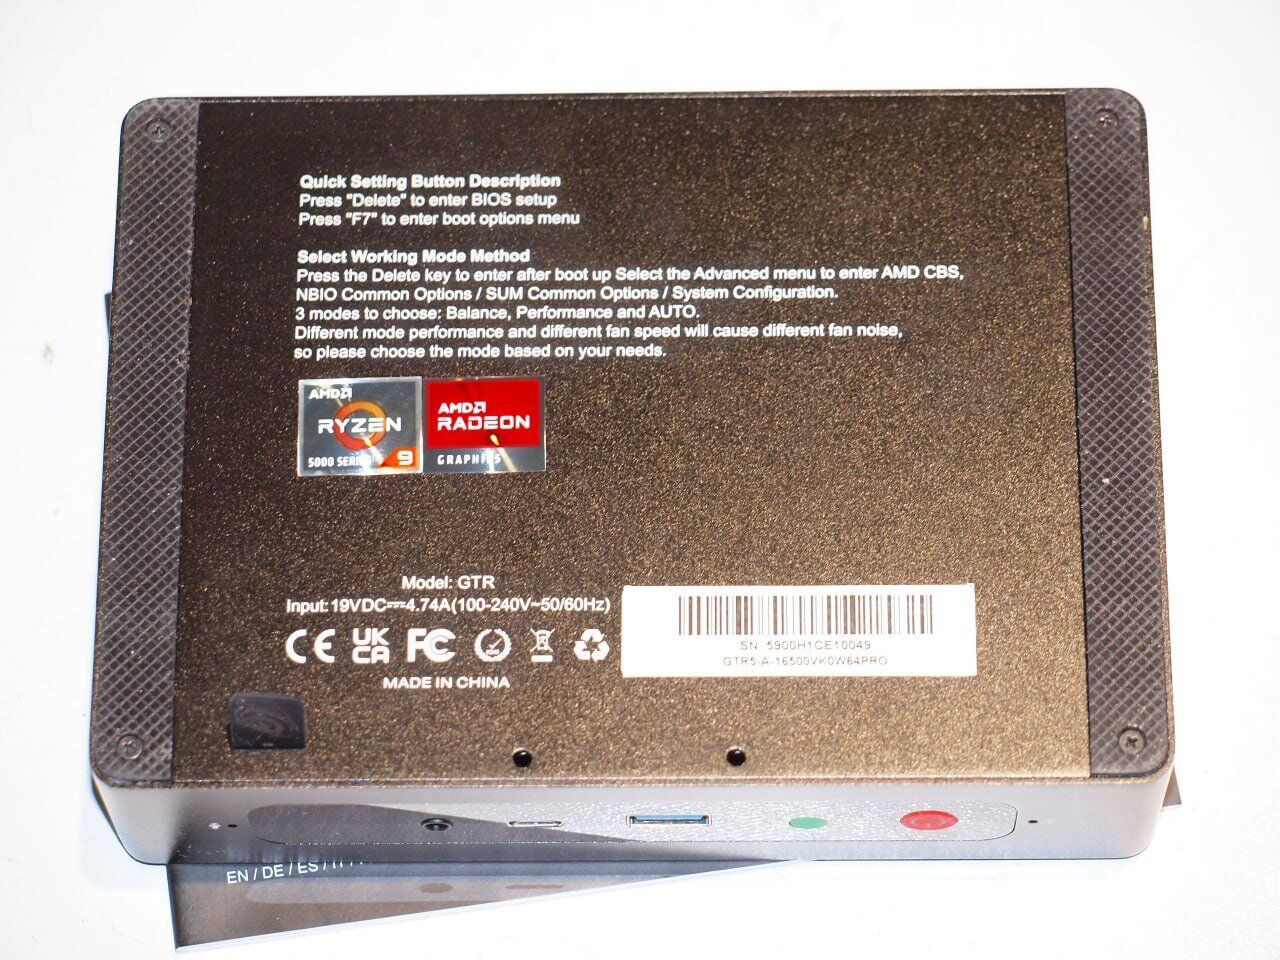 Quick Setting Button Description
Press "Delete" to enter BIOS setup
Press "F7" to enter boot options menu
Select Working Mode Method
Press the Delete key to enter after boot up Select the Advanced menu to enter AMD CBS,
NBIO Common Options / SUM Common Options / System Configuration.
3 modes to choose: Balance, Performance and AUTO.
Different mode performance and different fan speed will cause different fan noise,
so please choose the mode based on your needs.
AMD
RYZEN
5000 SERIES 9
AMD
RADEON
GRAPHICS
Model: GTR
Input: 19VDC⎓4.74A(100-240V~50/60Hz)
CE UK CA FC
MADE IN CHINA
SN 5900H1CE10049
GTR5-A-16500VK0W64PRO
EN / DE / ES /